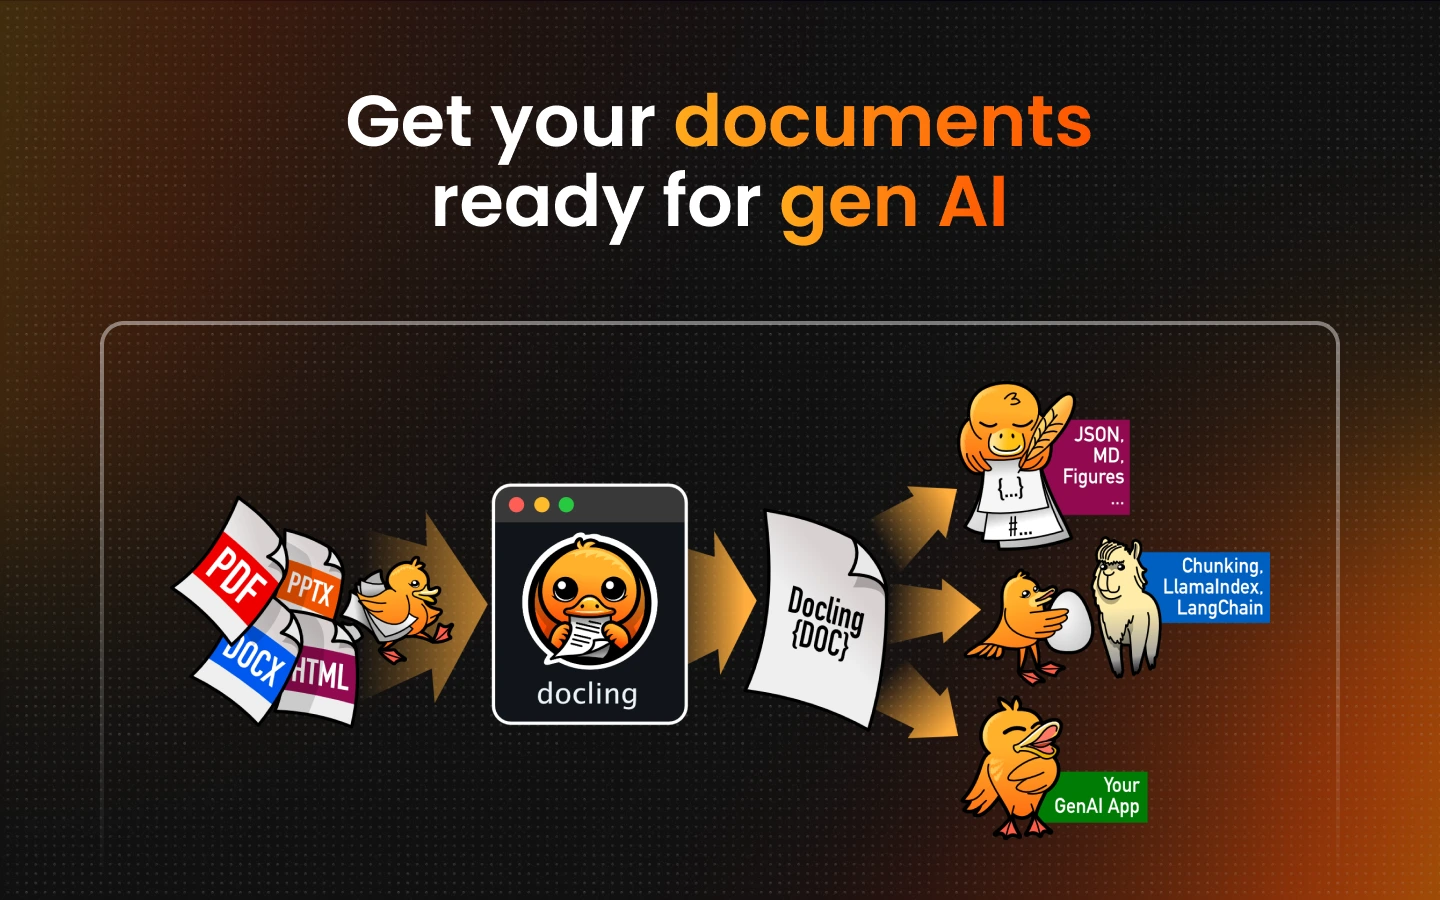 Get your documents
ready for gen AI
PDF
PPTX
DOCX
HTML
docling
Docling
{DOC}
{...}
#...
JSON,
MD,
Figures
...
Chunking,
LlamaIndex,
LangChain
Your
GenAI App